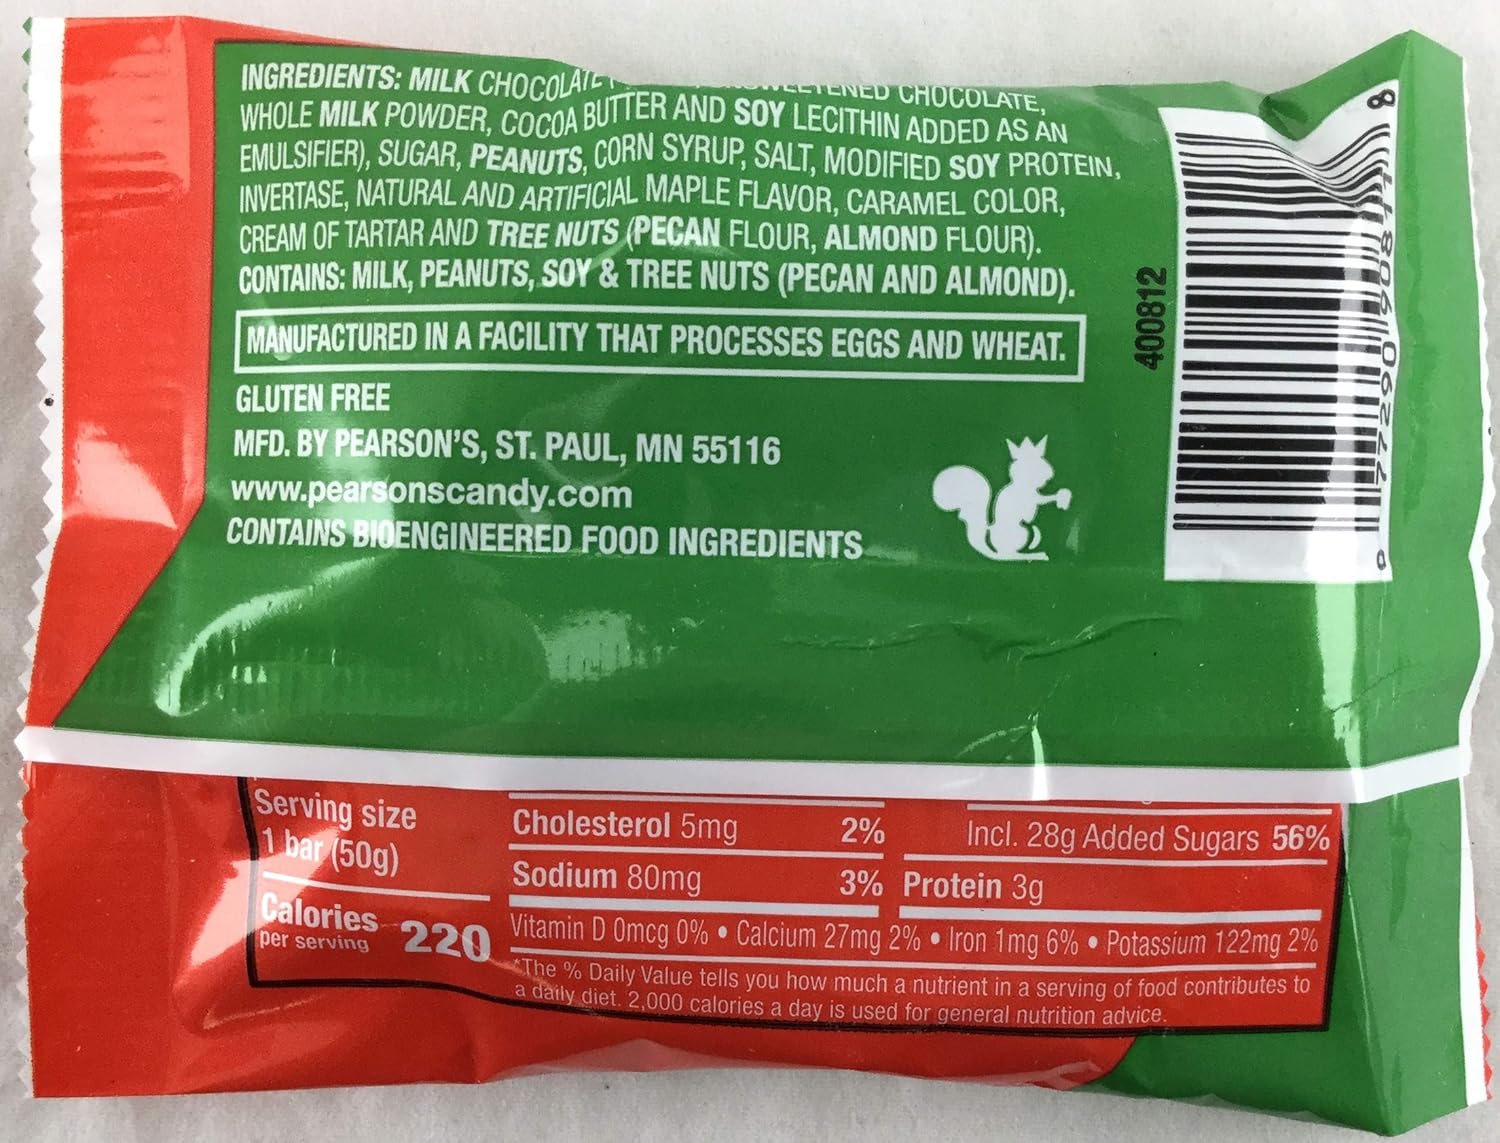 INGREDIENTS: MILK CHOCOLATE CHOCOLATE,
WHOLE MILK POWDER, COCOA BUTTER AND SOY LECITHIN ADDED AS AN
EMULSIFIER), SUGAR, PEANUTS, CORN SYRUP, SALT, MODIFIED SOY PROTEIN,
INVERTASE, NATURAL AND ARTIFICIAL MAPLE FLAVOR, CARAMEL COLOR,
CREAM OF TARTAR AND TREE NUTS (PECAN FLOUR, ALMOND FLOUR).
CONTAINS: MILK, PEANUTS, SOY & TREE NUTS (PECAN AND ALMOND).
MANUFACTURED IN A FACILITY THAT PROCESSES EGGS AND WHEAT.
GLUTEN FREE
MFD. BY PEARSON'S, ST. PAUL, MN 55116
www.pearsonscandy.com
CONTAINS BIOENGINEERED FOOD INGREDIENTS
400812
Serving size
1 bar (50g)
Calories
per serving 220
Cholesterol 5mg 2%
Sodium 80mg 3%
Incl. 28g Added Sugars 56%
Protein 3g
Vitamin D 0mcg 0% • Calcium 27mg 2% • Iron 1mg 6% • Potassium 122mg 2%
*The % Daily Value tells you how much a nutrient in a serving of food contributes to
a daily diet. 2,000 calories a day is used for general nutrition advice.